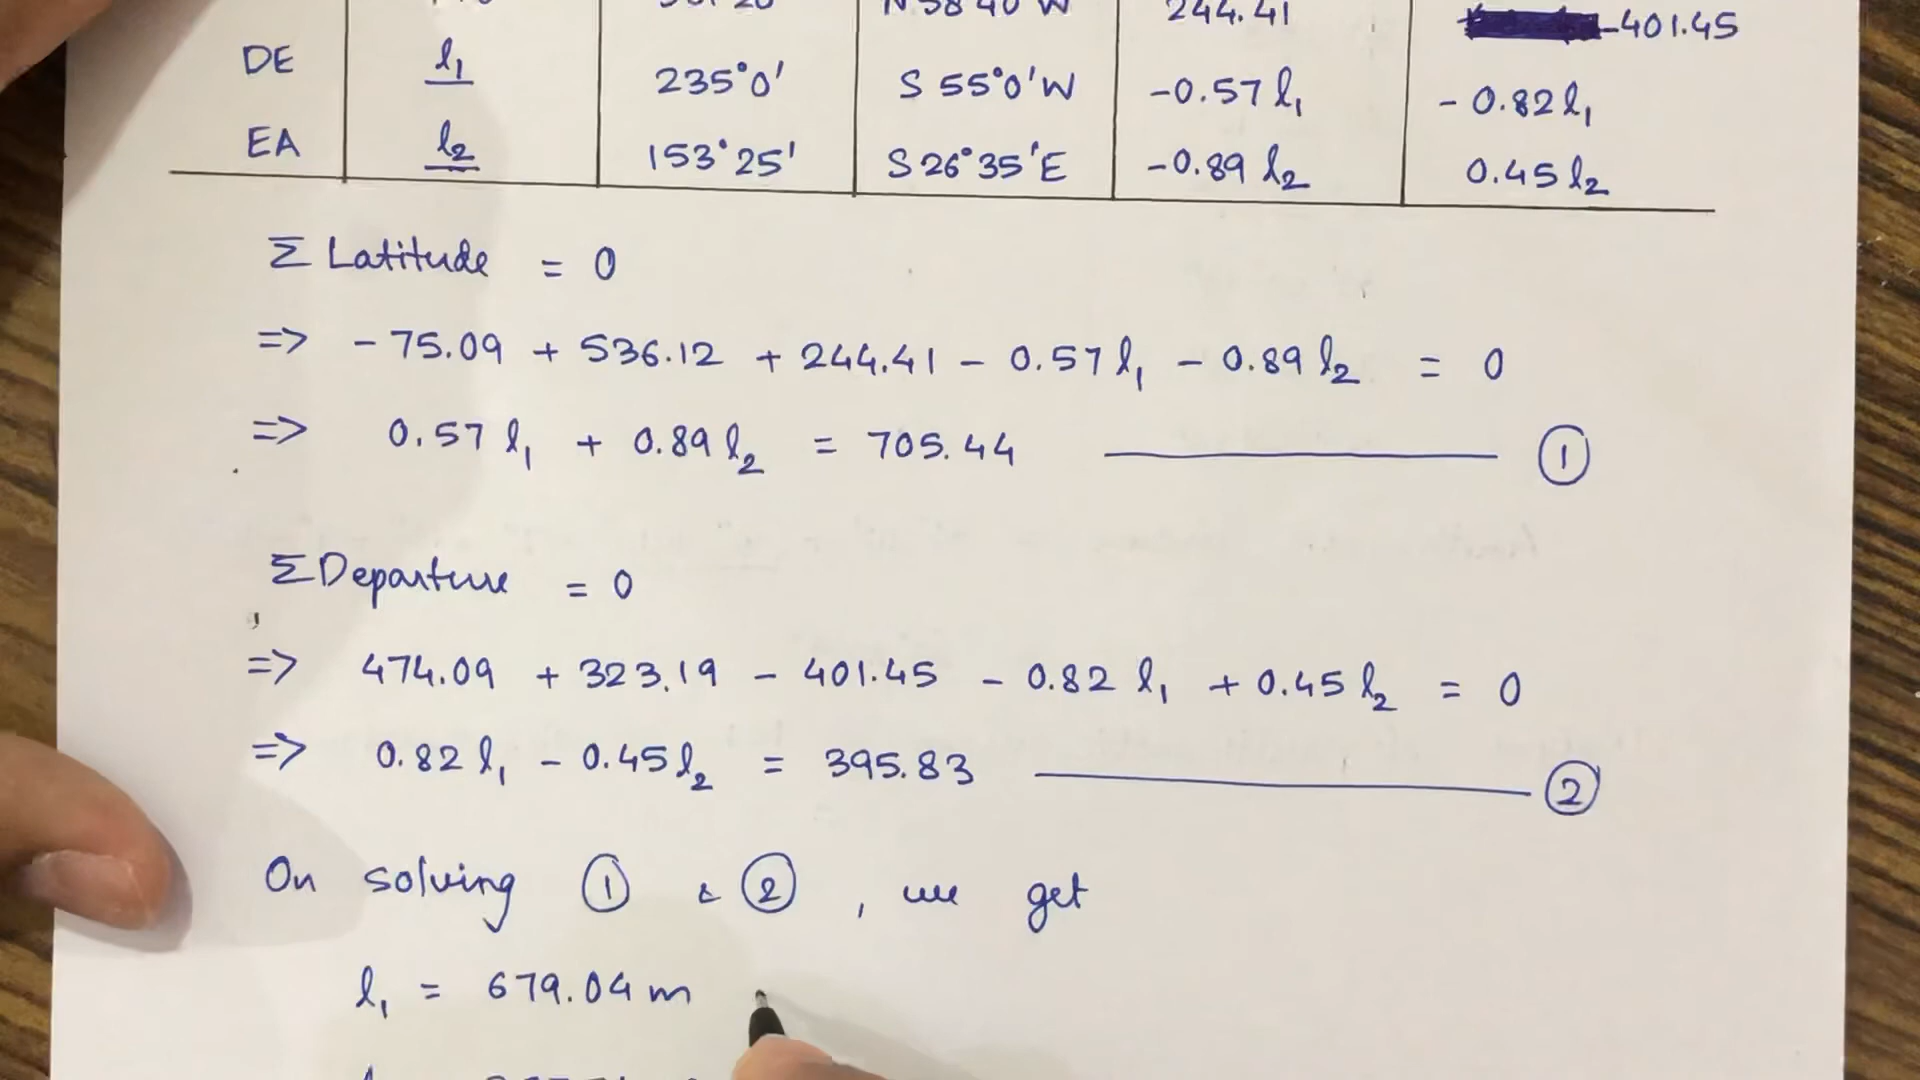 244.41 -401.45
DE l₁ 235°0' S 55°0'W -0.57 l₁ - 0.82 l₁
EA l₂ 153°25' S 26°35'E -0.89 l₂ 0.45 l₂
Σ Latitude = 0
=> - 75.09 + 536.12 + 244.41 - 0.57 l₁ - 0.89 l₂ = 0
=> 0.57 l₁ + 0.89 l₂ = 705.44 ①
Σ Departure = 0
=> 474.09 + 323.19 - 401.45 - 0.82 l₁ + 0.45 l₂ = 0
=> 0.82 l₁ - 0.45 l₂ = 395.83 ②
On solving ① & ②, we get
l₁ = 679.04 m